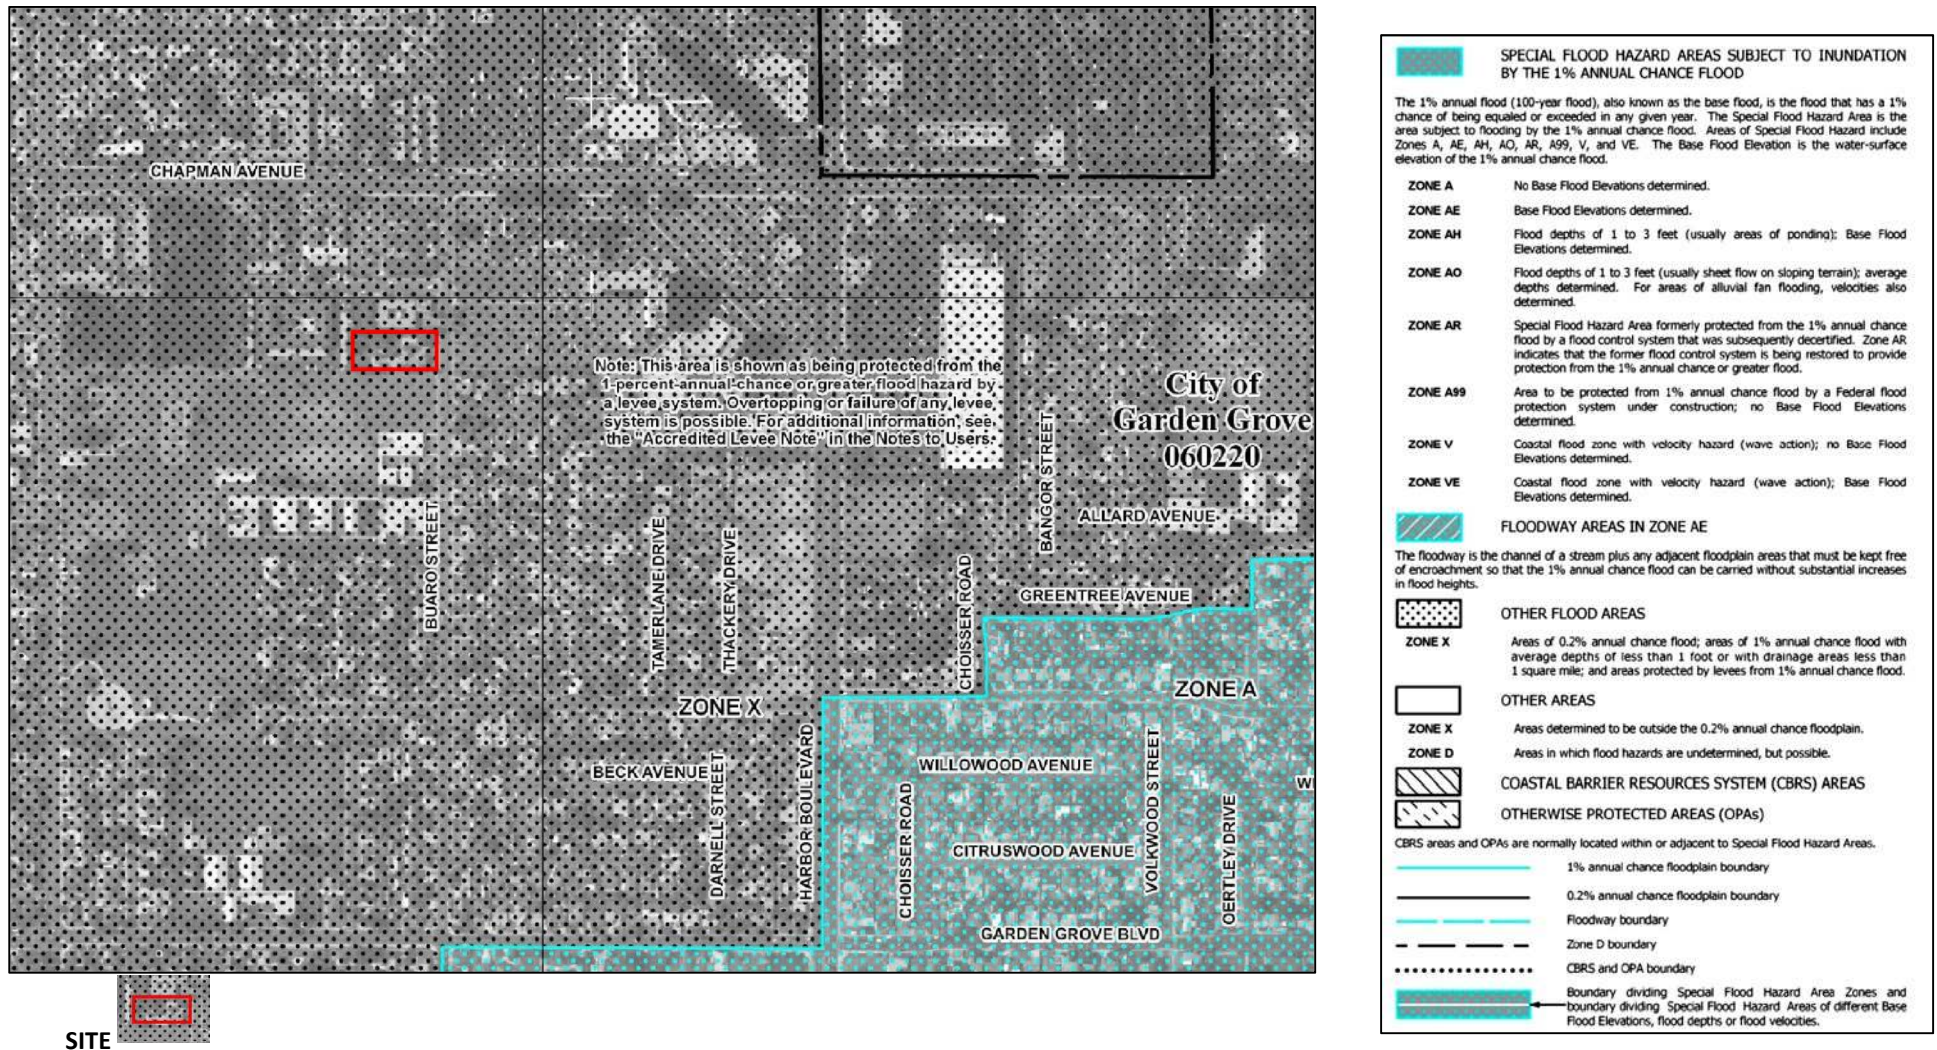 CHAPMAN AVENUE
Note: This area is shown as being protected from the
1-percent-annual-chance or greater flood hazard by
a levee system. Overtopping or failure of any levee
system is possible. For additional information, see
the "Accredited Levee Note" in the Notes to Users.
City of
Garden Grove
060220
BANGOR STREET
ALLARD AVENUE
BUARO STREET
TAMERLANE DRIVE
THACKERY DRIVE
CHOISSER ROAD
GREENTREE AVENUE
ZONE X
ZONE A
HARBOR BOULEVARD
BECK AVENUE
DARNELL STREET
WILLOWOOD AVENUE
VOLKWOOD STREET
W
CHOISSER ROAD
CITRUSWOOD AVENUE
OERTLEY DRIVE
GARDEN GROVE BLVD
SITE
SPECIAL FLOOD HAZARD AREAS SUBJECT TO INUNDATION
BY THE 1% ANNUAL CHANCE FLOOD
The 1% annual flood (100-year flood), also known as the base flood, is the flood that has a 1%
chance of being equaled or exceeded in any given year. The Special Flood Hazard Area is the
area subject to flooding by the 1% annual chance flood. Areas of Special Flood Hazard include
Zones A, AE, AH, AO, AR, A99, V, and VE. The Base Flood Elevation is the water-surface
elevation of the 1% annual chance flood.
ZONE A No Base Flood Elevations determined.
ZONE AE Base Flood Elevations determined.
ZONE AH Flood depths of 1 to 3 feet (usually areas of ponding); Base Flood
Elevations determined.
ZONE AO Flood depths of 1 to 3 feet (usually sheet flow on sloping terrain); average
depths determined. For areas of alluvial fan flooding, velocities also
determined.
ZONE AR Special Flood Hazard Area formerly protected from the 1% annual chance
flood by a flood control system that was subsequently decertified. Zone AR
indicates that the former flood control system is being restored to provide
protection from the 1% annual chance or greater flood.
ZONE A99 Area to be protected from 1% annual chance flood by a Federal flood
protection system under construction; no Base Flood Elevations
determined.
ZONE V Coastal flood zone with velocity hazard (wave action); no Base Flood
Elevations determined.
ZONE VE Coastal flood zone with velocity hazard (wave action); Base Flood
Elevations determined.
FLOODWAY AREAS IN ZONE AE
The floodway is the channel of a stream plus any adjacent floodplain areas that must be kept free
of encroachment so that the 1% annual chance flood can be carried without substantial increases
in flood heights.
OTHER FLOOD AREAS
ZONE X Areas of 0.2% annual chance flood; areas of 1% annual chance flood with
average depths of less than 1 foot or with drainage areas less than
1 square mile; and areas protected by levees from 1% annual chance flood.
OTHER AREAS
ZONE X Areas determined to be outside the 0.2% annual chance floodplain.
ZONE D Areas in which flood hazards are undetermined, but possible.
COASTAL BARRIER RESOURCES SYSTEM (CBRS) AREAS
OTHERWISE PROTECTED AREAS (OPAs)
CBRS areas and OPAs are normally located within or adjacent to Special Flood Hazard Areas.
1% annual chance floodplain boundary
0.2% annual chance floodplain boundary
Floodway boundary
Zone D boundary
CBRS and OPA boundary
Boundary dividing Special Flood Hazard Area Zones and
boundary dividing Special Flood Hazard Areas of different Base
Flood Elevations, flood depths or flood velocities.